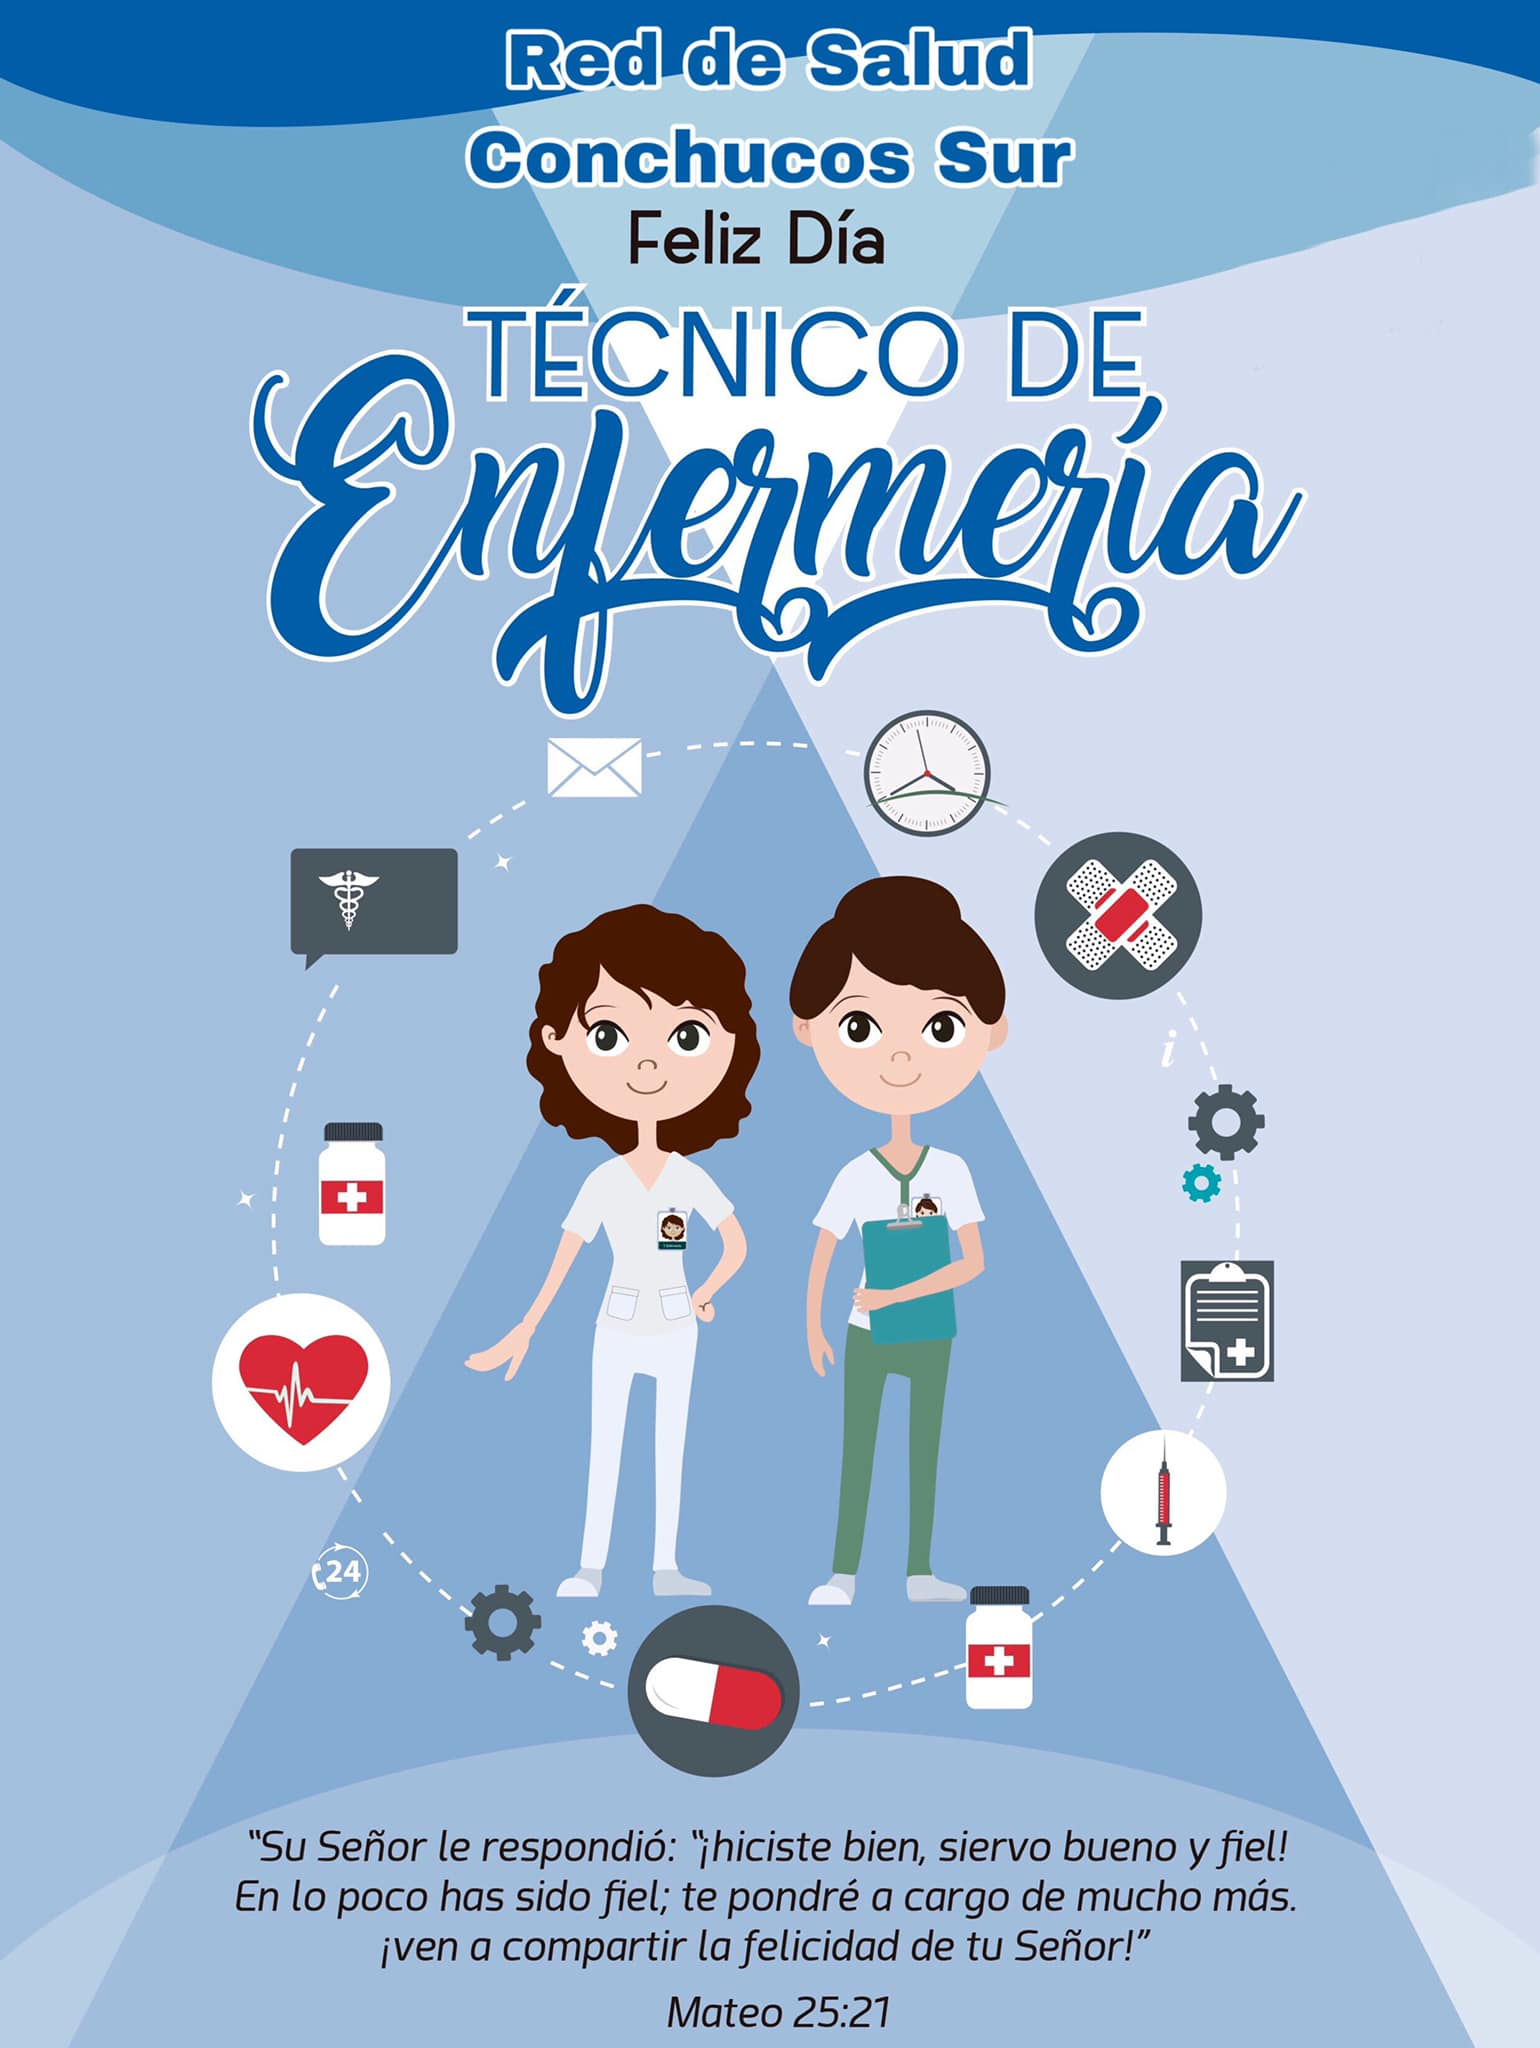 Red de Salud
Conchucos Sur
Feliz Día
TÉCNICO DE
Enfermería
i
24
“Su Señor le respondió: “¡hiciste bien, siervo bueno y fiel!
En lo poco has sido fiel; te pondré a cargo de mucho más.
¡ven a compartir la felicidad de tu Señor!”
Mateo 25:21